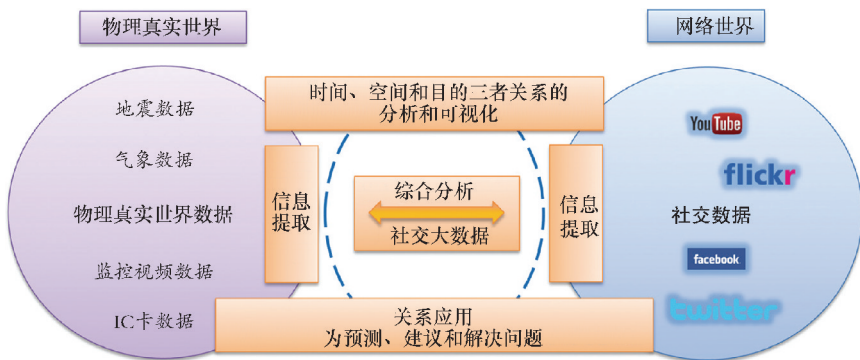 物理真实世界
网络世界
时间、空间和目的三者关系的
分析和可视化
地震数据
气象数据
物理真实世界数据
监控视频数据
IC卡数据
信息
提取
综合分析
社交大数据
信息
提取
YouTube
flickr
社交数据
facebook
twitter
关系应用
为预测、建议和解决问题